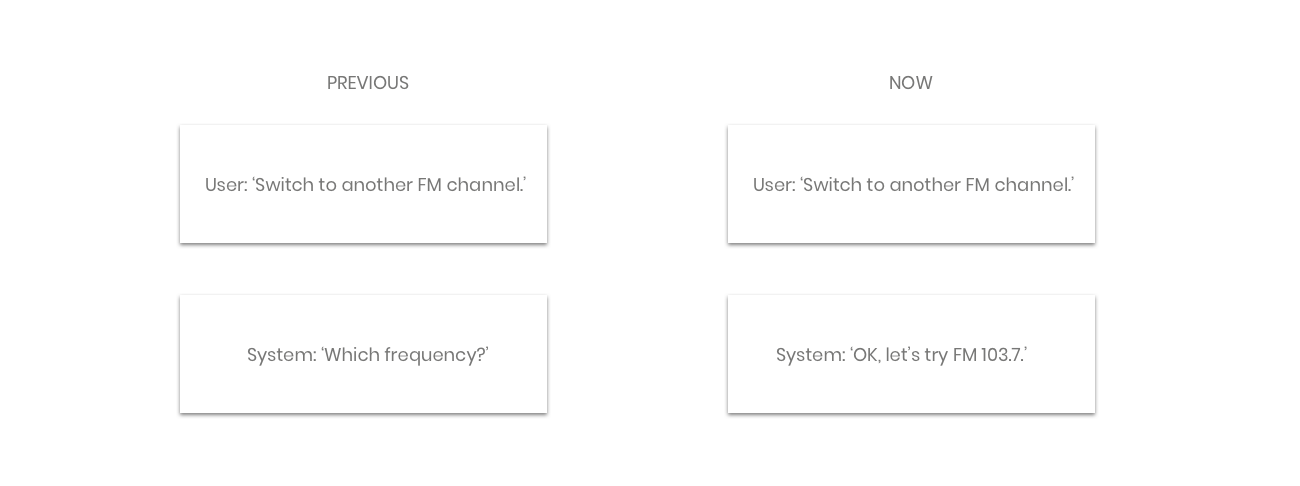 PREVIOUS
NOW
User: ‘Switch to another FM channel.’
User: ‘Switch to another FM channel.’
System: ‘Which frequency?’
System: ‘OK, let’s try FM 103.7.’